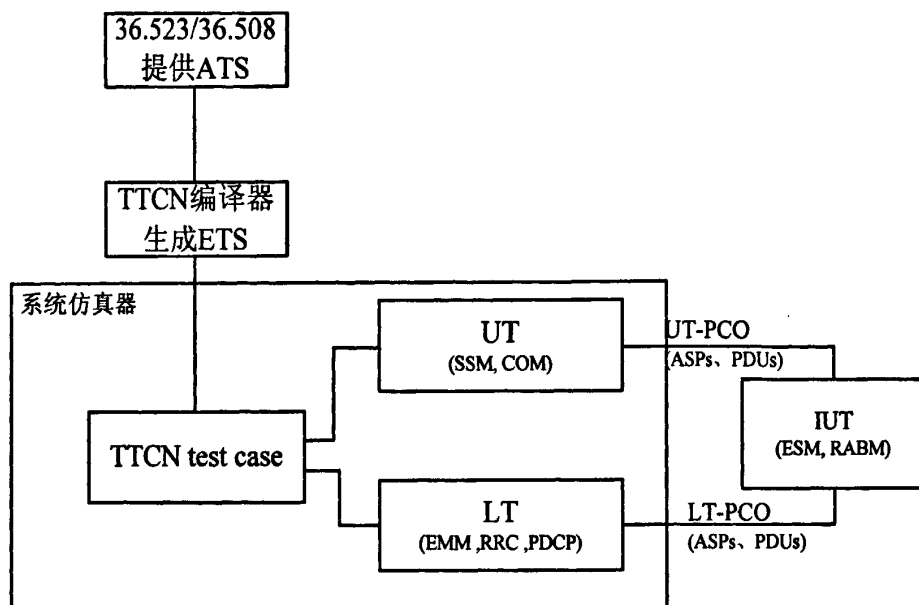 36.523/36.508
提供ATS
TTCN编译器
生成ETS
系统仿真器
UT
(SSM, COM)
UT-PCO
(ASPs、PDUs)
IUT
(ESM, RABM)
TTCN test case
LT
(EMM ,RRC ,PDCP)
LT-PCO
(ASPs、PDUs)